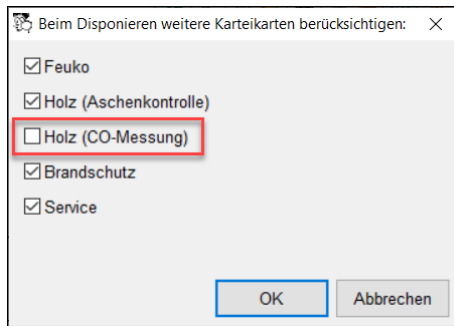 Beim Disponieren weitere Karteikarten berücksichtigen:
Feuko
Holz (Aschenkontrolle)
Holz (CO-Messung)
Brandschutz
Service
OK Abbrechen